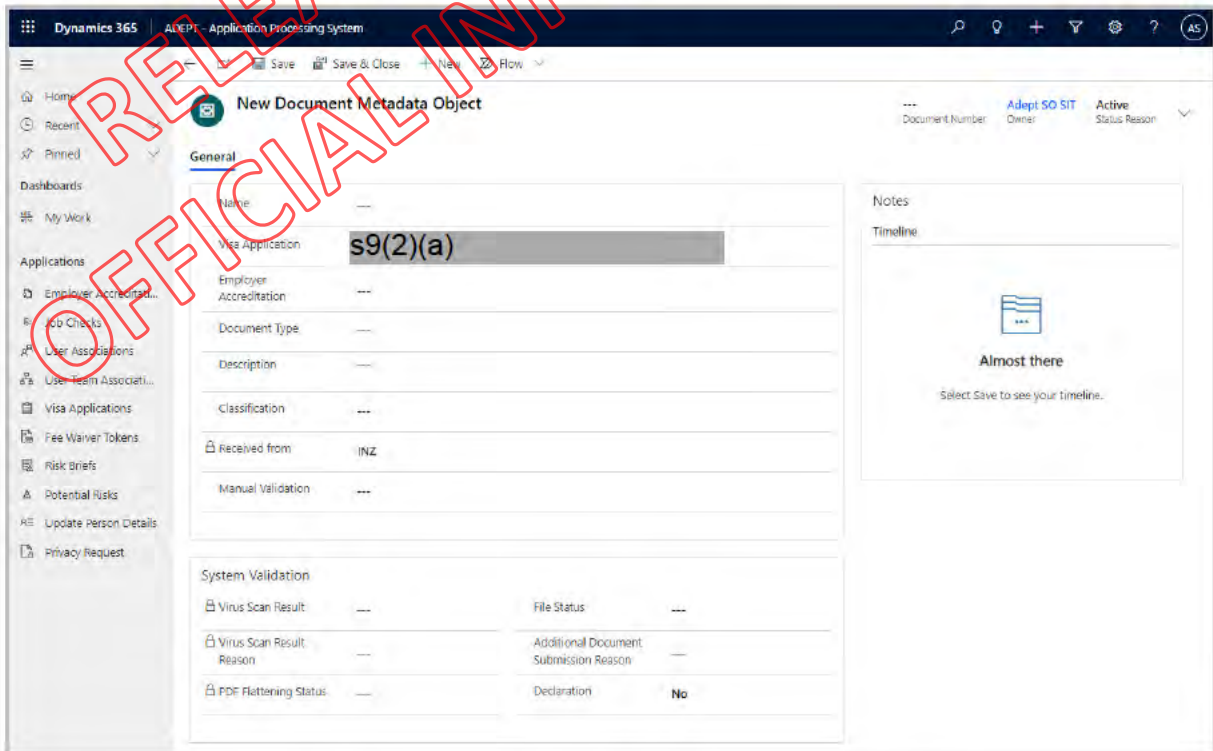 Dynamics 365 ADEPT - Application Processing System AS
Save Save & Close New Flow
Home
Recent
Pinned
Dashboards
My Work
Applications
Employer Accreditati...
Job Checks
User Associations
User Team Associati...
Visa Applications
Fee Waiver Tokens
Risk Briefs
Potential Risks
Update Person Details
Privacy Request
New Document Metadata Object
--- Adept SO SIT Active
Document Number Owner Status Reason
General
Name ---
Visa Application s9(2)(a)
Employer
Accreditation ---
Document Type ---
Description ---
Classification ---
Received from INZ
Manual Validation ---
System Validation
Virus Scan Result ---
File Status ---
Virus Scan Result
Reason ---
Additional Document
Submission Reason ---
PDF Flattening Status ---
Declaration No
Notes
Timeline
Almost there
Select Save to see your timeline.
OFFICIAL INF